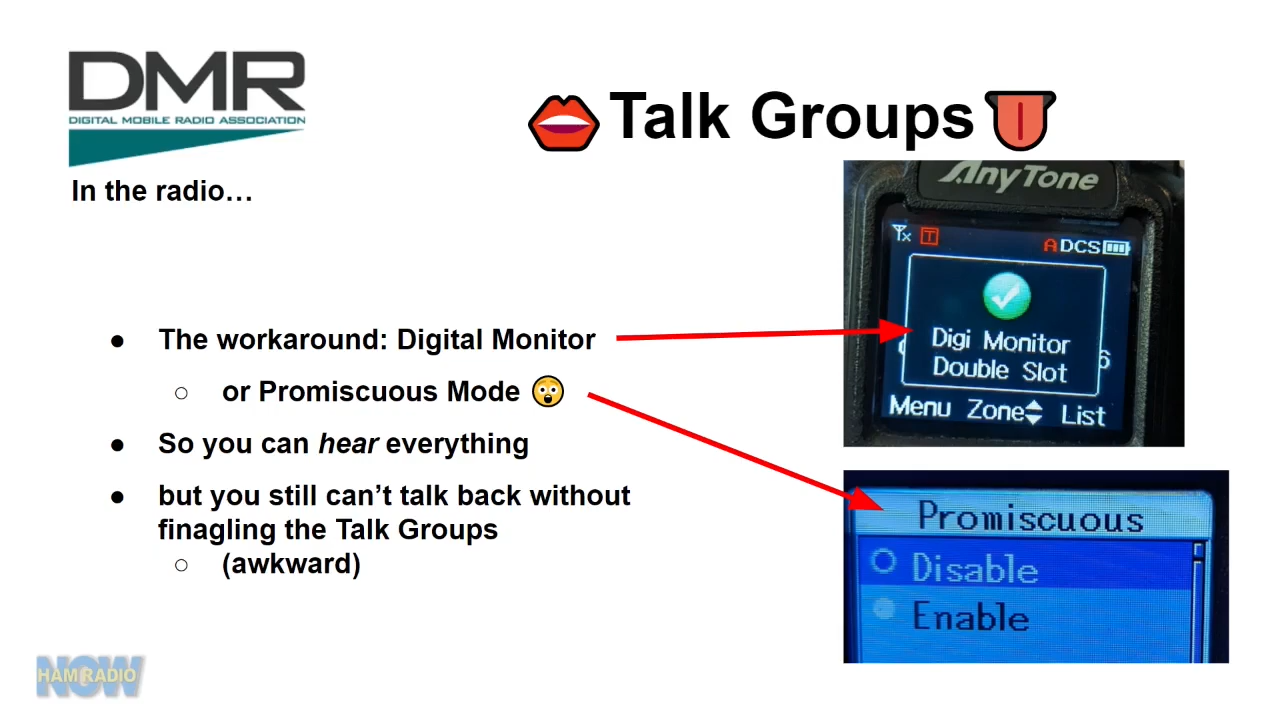 DMR
DIGITAL MOBILE RADIO ASSOCIATION
Talk Groups
In the radio…
● The workaround: Digital Monitor
○ or Promiscuous Mode 😲
● So you can hear everything
● but you still can’t talk back without
finagling the Talk Groups
○ (awkward)
AnyTone
T A DCS
Digi Monitor
Double Slot
6
Menu Zone List
Promiscuous
Disable
Enable
HAM RADIO
NOW